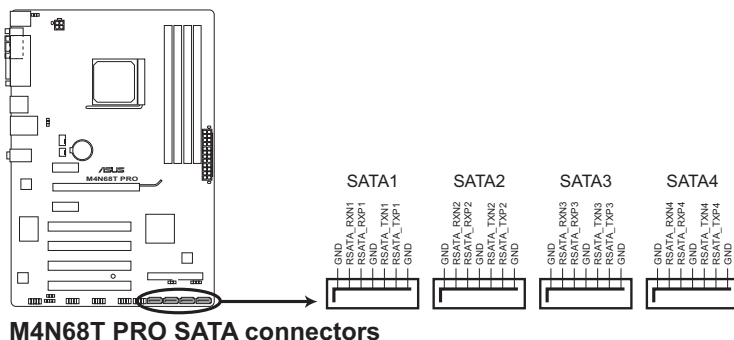 ASUS
M4N68T PRO
SATA1
GND
RSATA_RXN1
RSATA_RXP1
GND
RSATA_TXN1
RSATA_TXP1
GND
SATA2
GND
RSATA_RXN2
RSATA_RXP2
GND
RSATA_TXN2
RSATA_TXP2
GND
SATA3
GND
RSATA_RXN3
RSATA_RXP3
GND
RSATA_TXN3
RSATA_TXP3
GND
SATA4
GND
RSATA_RXN4
RSATA_RXP4
GND
RSATA_TXN4
RSATA_TXP4
GND
M4N68T PRO SATA connectors